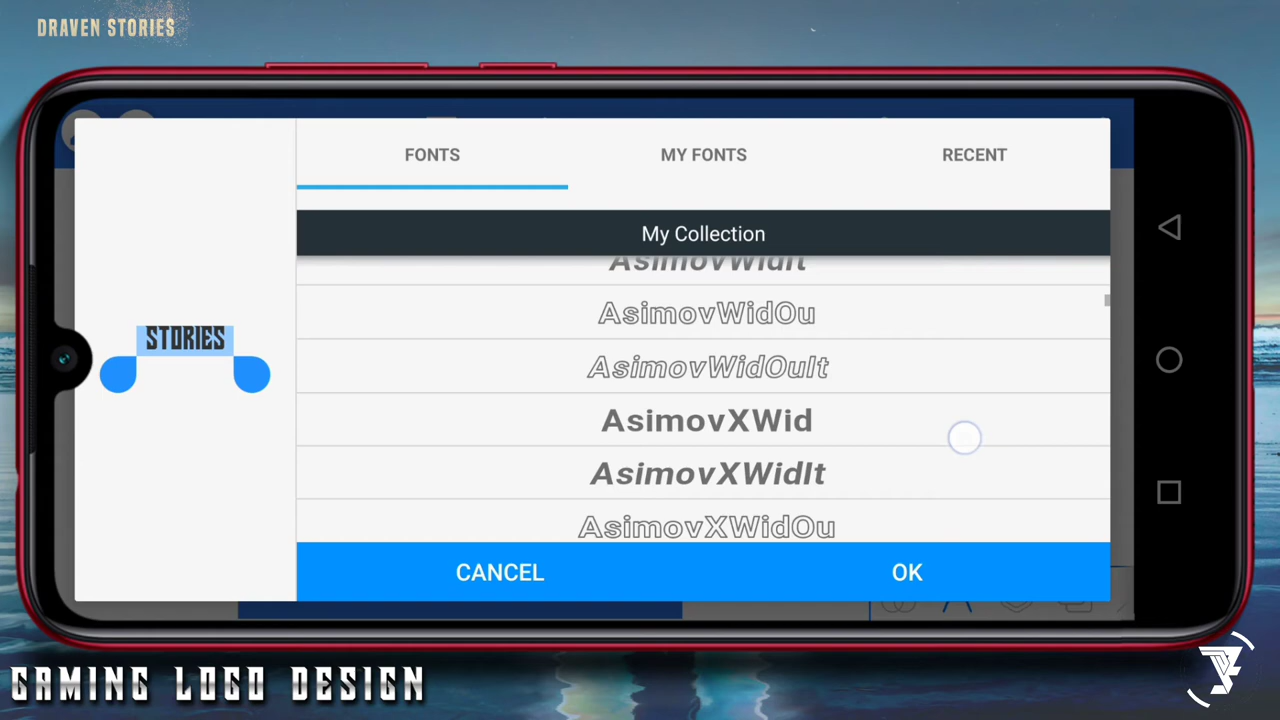 DRAVEN STORIES
FONTS
MY FONTS
RECENT
My Collection
AsimovWidIt
STORIES
AsimovWidOu
AsimovWidOuIt
AsimovXWid
AsimovXWidIt
AsimovXWidOu
CANCEL
OK
GAMING LOGO DESIGN